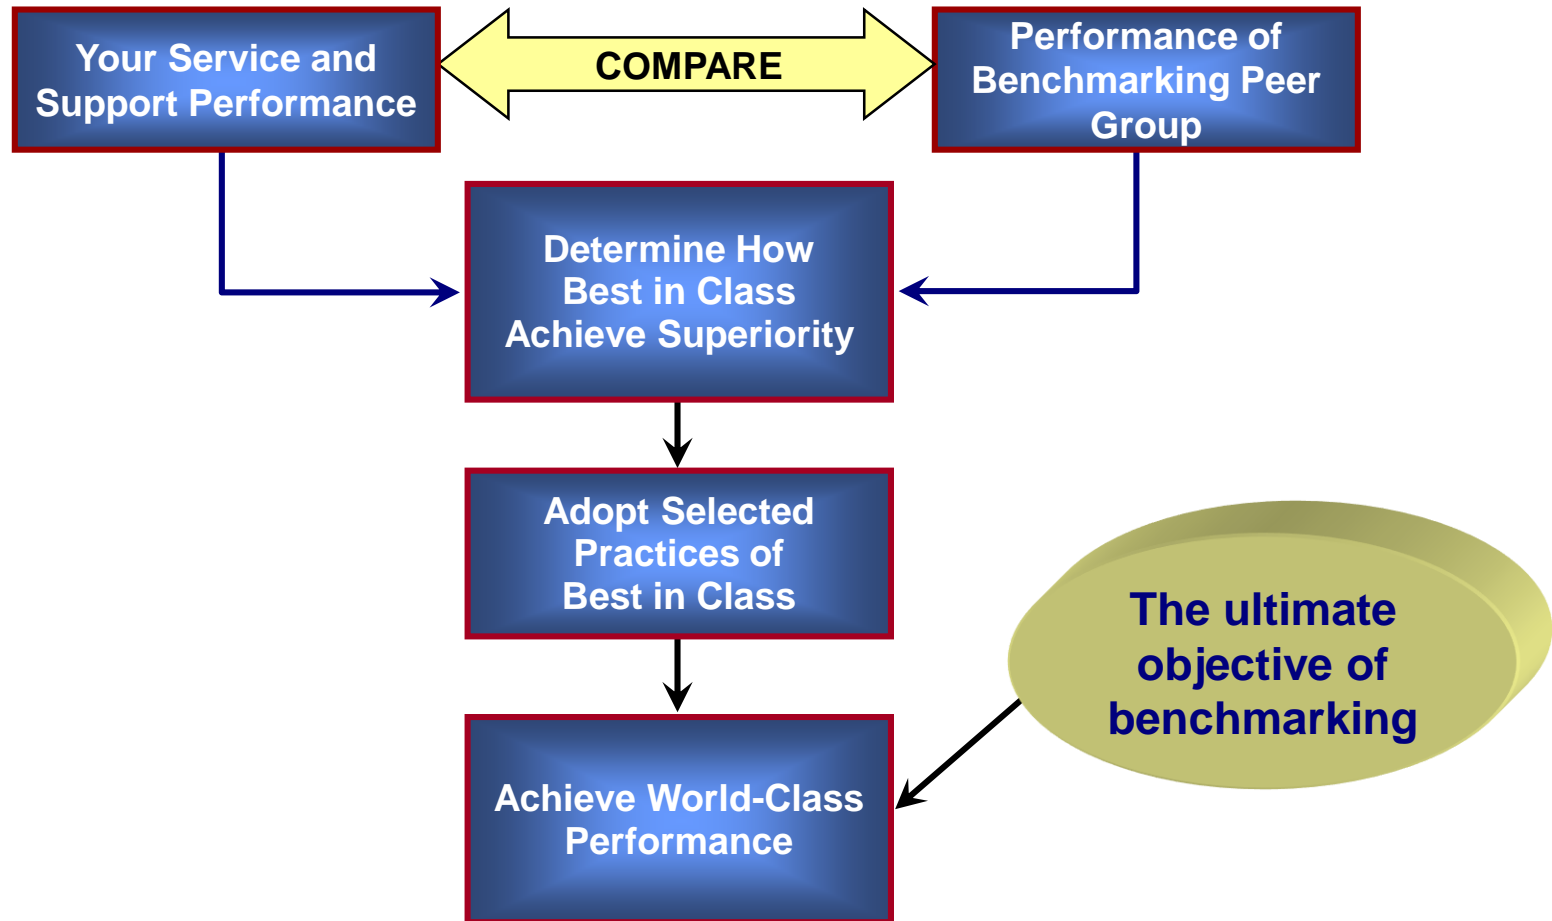 Your Service and
Support Performance
COMPARE
Performance of
Benchmarking Peer
Group
Determine How
Best in Class
Achieve Superiority
Adopt Selected
Practices of
Best in Class
The ultimate
objective of
benchmarking
Achieve World-Class
Performance